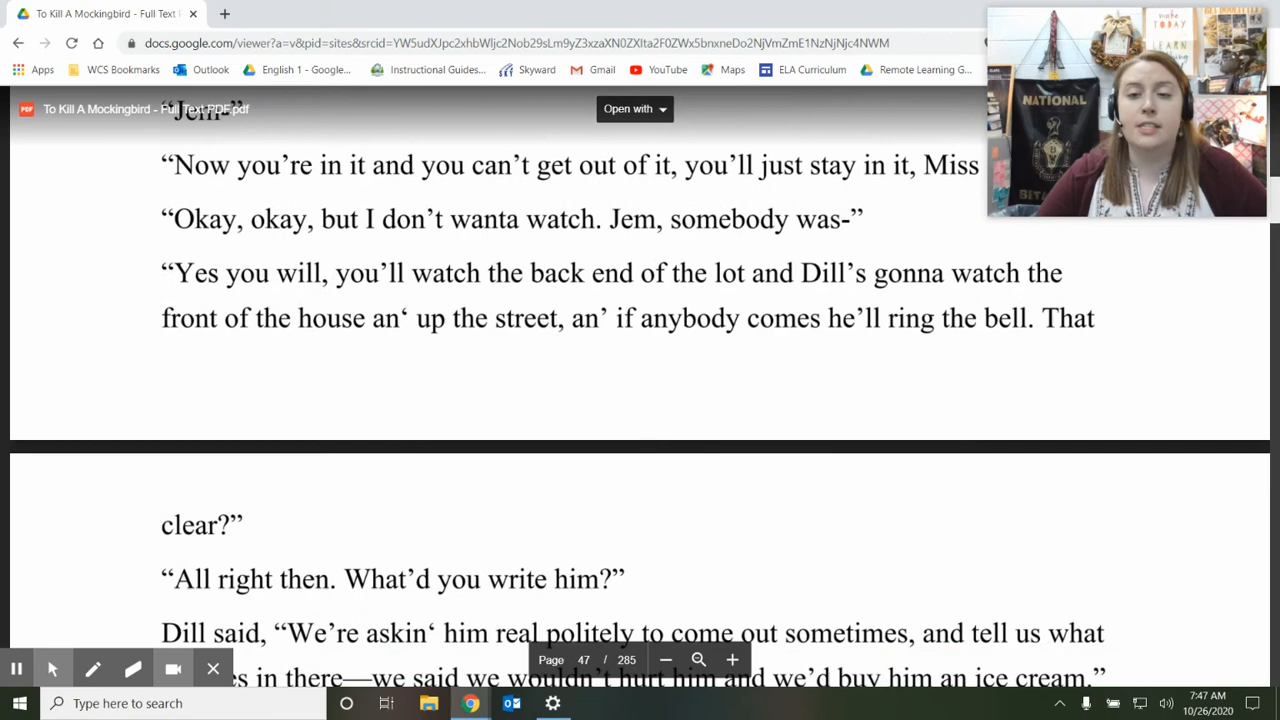 To Kill A Mockingbird - Full Text
docs.google.com/viewer?a=v&pid=sites&srcid=YW5udXJpc2xhbWljc2Nob29sLm9yZ3xzaXN0ZXIta2F0ZWx5bnxneDo2NjVmZmE1NzNjNjc4NWM
Apps
WCS Bookmarks
Outlook
English 1 - Google...
Instructional Guides...
Skyward
Gmail
YouTube
Maps
ELA Curriculum
Remote Learning G...
make
TODAY
LEARN
NATIONAL
PDF
To Kill A Mockingbird - Full Text PDF.pdf
Open with
“Jem-”
“Now you’re in it and you can’t get out of it, you’ll just stay in it, Miss
“Okay, okay, but I don’t wanta watch. Jem, somebody was-”
“Yes you will, you’ll watch the back end of the lot and Dill’s gonna watch the
front of the house an‘ up the street, an’ if anybody comes he’ll ring the bell. That
clear?”
“All right then. What’d you write him?”
Dill said, “We’re askin‘ him real politely to come out sometimes, and tell us what
in there—we said we wouldn’t hurt him and we’d buy him an ice cream.”
Page 47 / 285
Type here to search
7:47 AM
10/26/2020